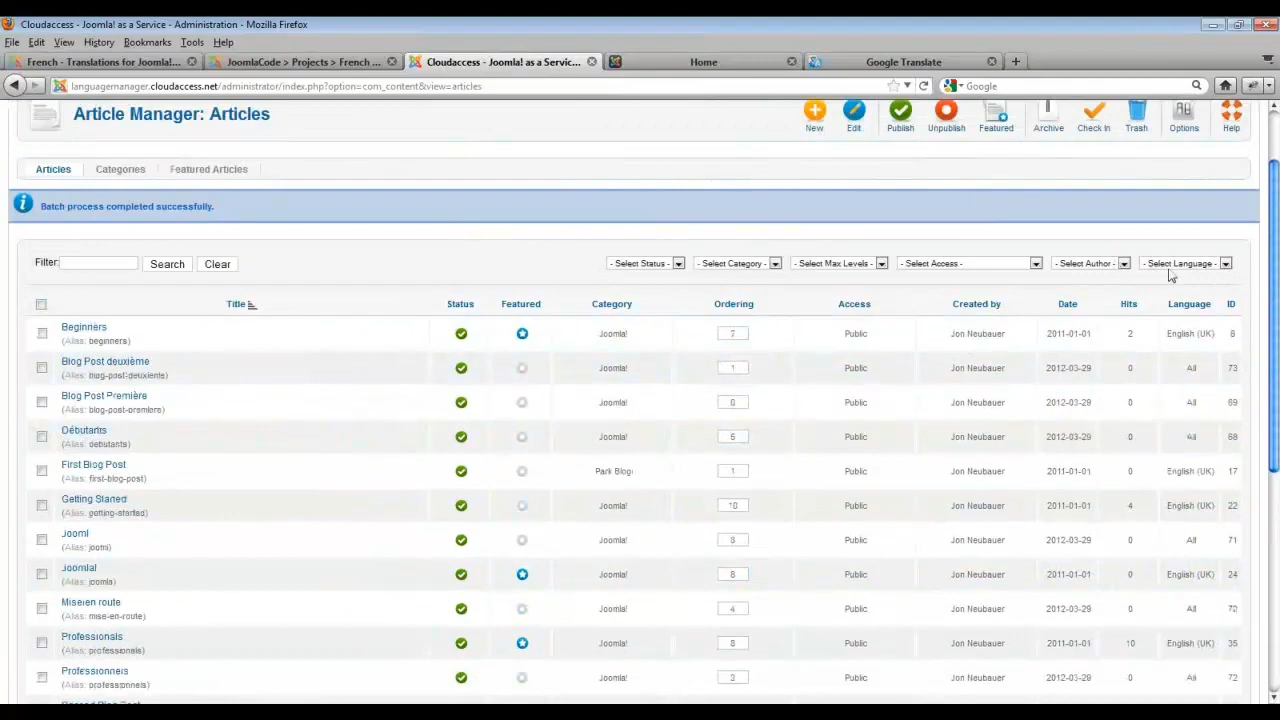 Cloudaccess - Joomla! as a Service - Administration - Mozilla Firefox
File Edit View History Bookmarks Tools Help
French - Translations for Joomla!... JoomlaCode > Projects > French ... Cloudaccess - Joomla! as a Servic... Home Google Translate
languagemanager.cloudaccess.net/administrator/index.php?option=com_content&view=articles Google
Article Manager: Articles
New Edit Publish Unpublish Featured Archive Check In Trash Options Help
Articles Categories Featured Articles
Batch process completed successfully.
Filter: Search Clear - Select Status - - Select Category - - Select Max Levels - - Select Access - - Select Author - - Select Language -
Title Status Featured Category Ordering Access Created by Date Hits Language ID
Beginners Joomla! 7 Public Jon Neubauer 2011-01-01 2 English (UK)
(Alias: beginners)
Blog Post deuxième Joomla! 1 Public Jon Neubauer 2012-03-29 0 All 73
(Alias: blog-post-deuxieme)
Blog Post Première Joomla! Public Jon Neubauer 2012-03-29 0 All 69
(Alias: blog-post-premiere)
Débutants Joomla! 5 Public Jon Neubauer 2012-03-29 0 All 68
(Alias: debutants)
First Blog Post Park Blog 1 Public Jon Neubauer 2011-01-01 0 English (UK) 17
(Alias: first-blog-post)
Getting Started Joomla! 10 Public Jon Neubauer 2011-01-01 4 English (UK) 22
(Alias: getting-started)
Pooml Joomla! Public Jon Neubauer 2012-03-29 0 All 71
(Alias: jooml)
Joomla! Joomla! Public Jon Neubauer 2011-01-01 0 English (UK) 24
(Alias: joomla)
Mise en route Joomla! 4 Public Jon Neubauer 2012-03-29 0 All
(Alias: mise-en-route)
Professionals Joomla! Public Jon Neubauer 2011-01-01 10 English (UK) 35
(Alias: professionals)
Professionnels Joomla! Public Jon Neubauer 2012-03-29 0 All 72
(Alias: professionnels)